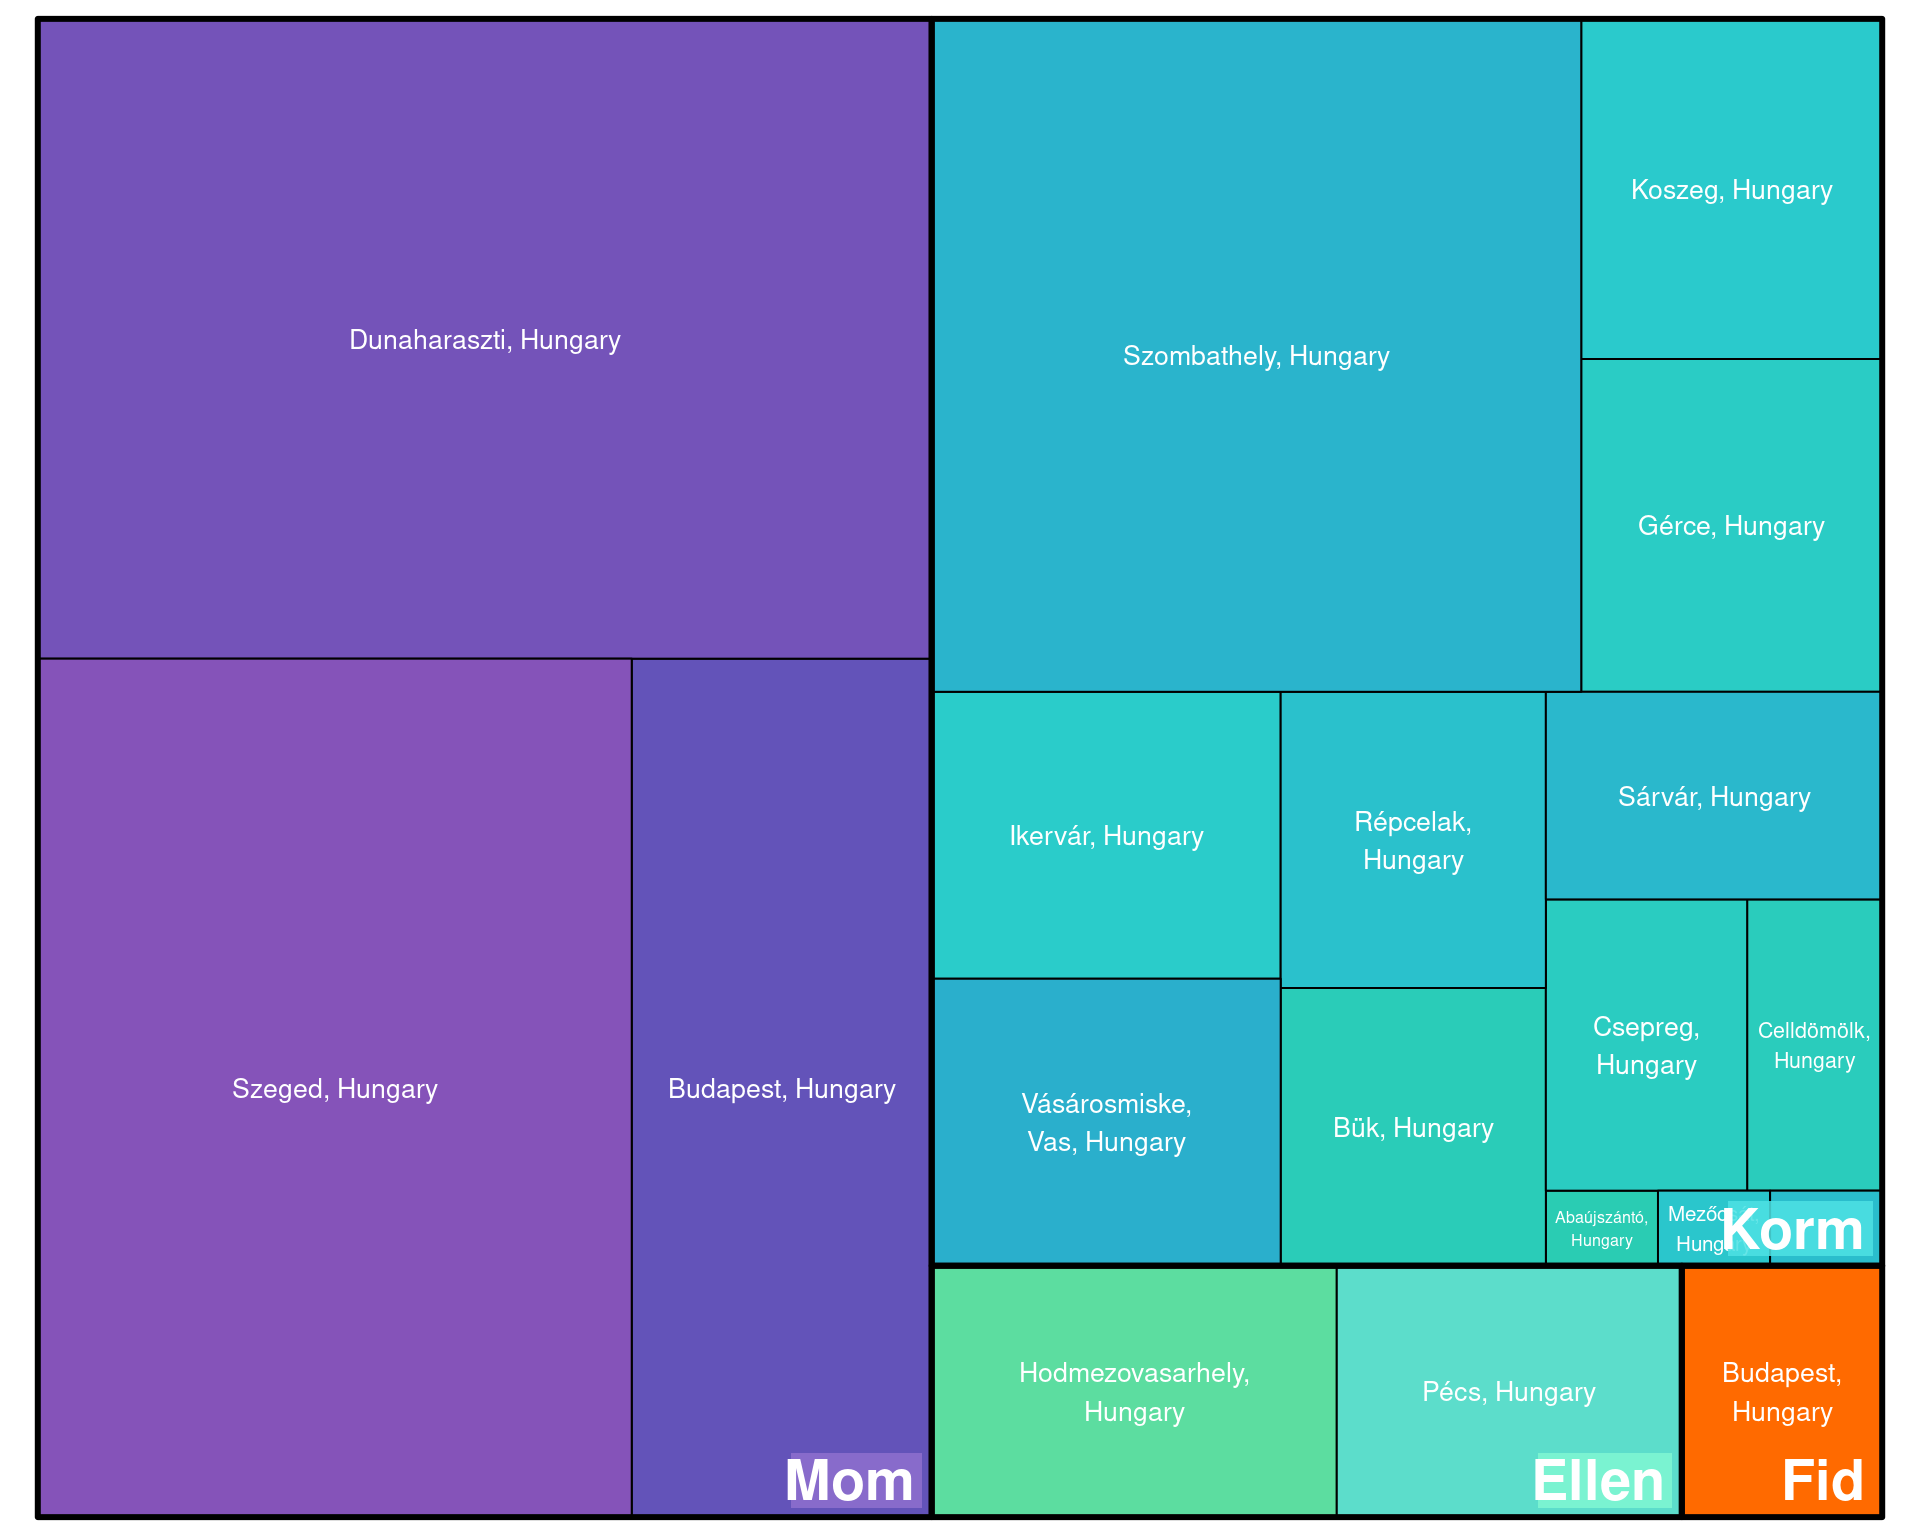 Dunaharaszti, Hungary
Szeged, Hungary
Budapest, Hungary
Mom
Szombathely, Hungary
Koszeg, Hungary
Gérce, Hungary
Ikervár, Hungary
Répcelak,
Hungary
Sárvár, Hungary
Vásárosmiske,
Vas, Hungary
Bük, Hungary
Csepreg,
Hungary
Celldömölk,
Hungary
Abaújszántó,
Hungary
Hungary
Korm
Hodmezovasarhely,
Hungary
Pécs, Hungary
Ellen
Budapest,
Hungary
Fid